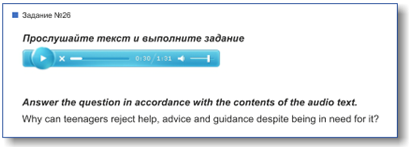 Задание №26
Прослушайте текст и выполните задание
0:30 1:31
Answer the question in accordance with the contents of the audio text.
Why can teenagers reject help, advice and guidance despite being in need for it?